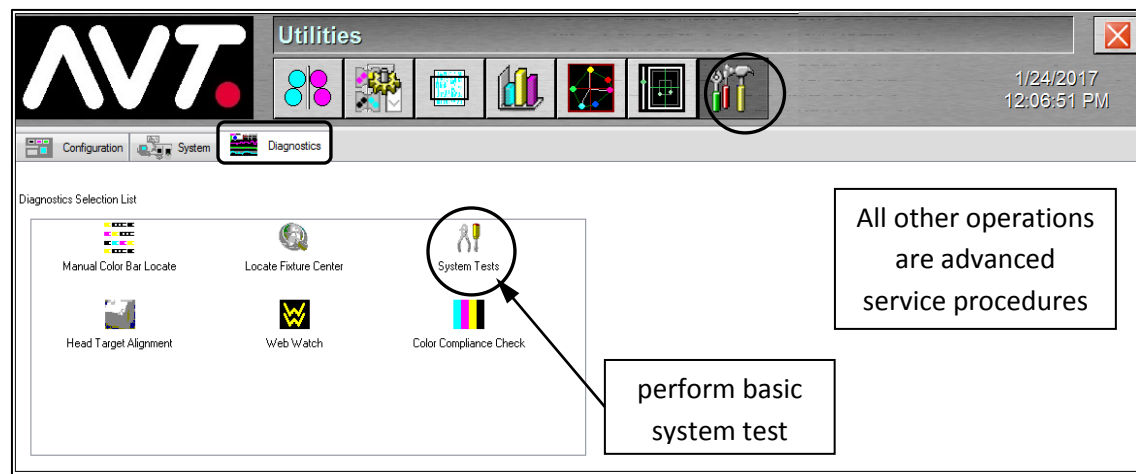 AVT.
Utilities
1/24/2017
12:06:51 PM
Configuration
System
Diagnostics
Diagnostics Selection List
Manual Color Bar Locate
Locate Fixture Center
System Tests
Head Target Alignment
Web Watch
Color Compliance Check
All other operations
are advanced
service procedures
perform basic
system test